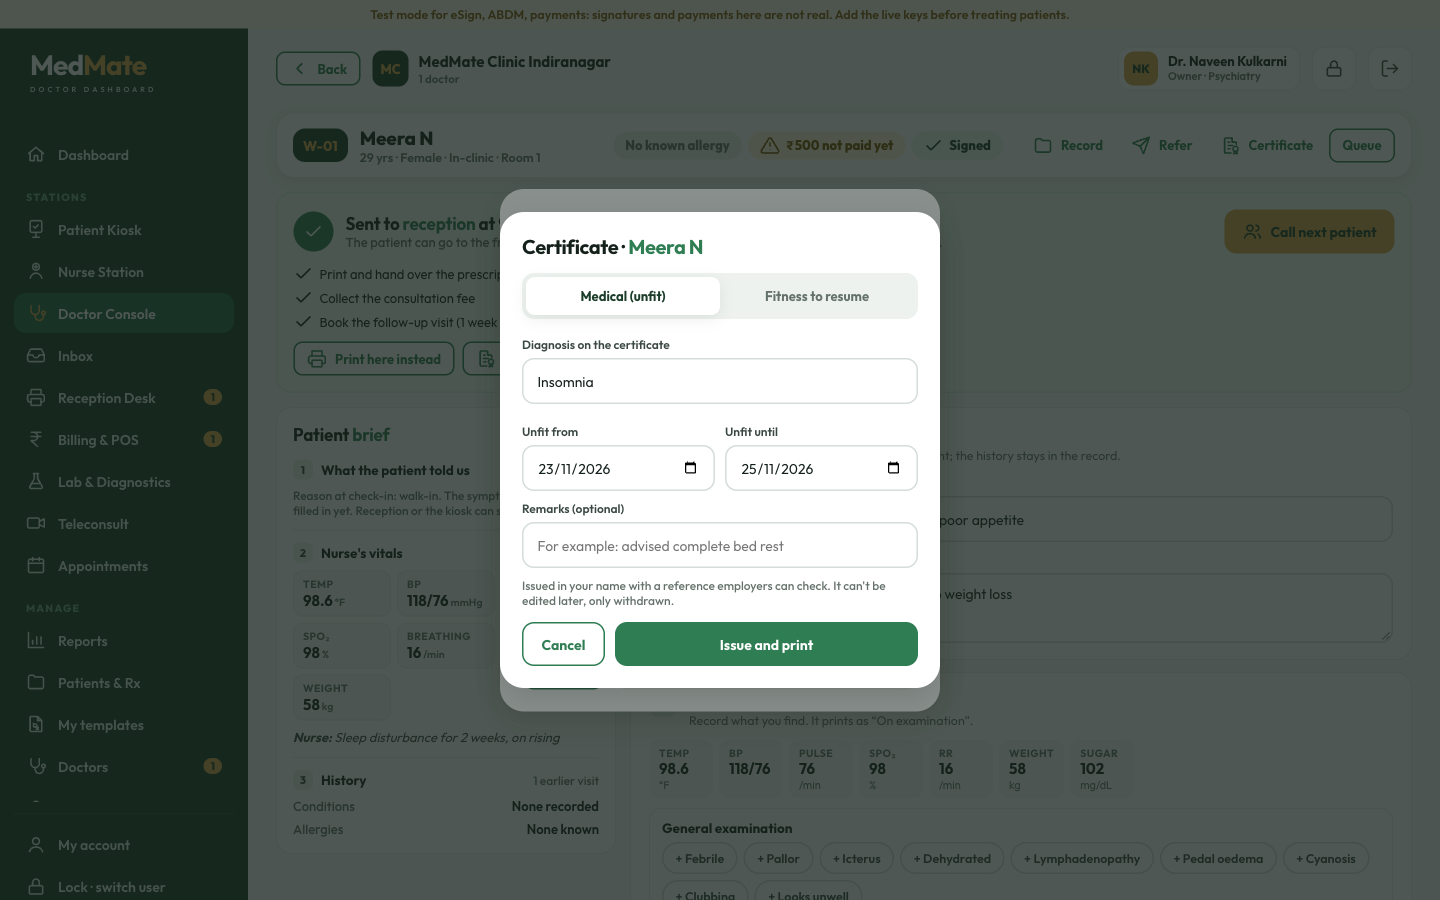 Test mode for eSign, ABDM, payments: signatures and payments here are not real. Add the live keys before treating patients.
MedMate
DOCTOR DASHBOARD
Dashboard
STATIONS
Patient Kiosk
Nurse Station
Doctor Console
Inbox
Reception Desk 1
Billing & POS 1
Lab & Diagnostics
Teleconsult
Appointments
MANAGE
Reports
Patients & Rx
My templates
Doctors 1
My account
Lock · switch user
Back
MC
MedMate Clinic Indiranagar
1 doctor
NK
Dr. Naveen Kulkarni
Owner · Psychiatry
W-01
Meera N
29 yrs · Female · In-clinic · Room 1
No known allergy
₹500 not paid yet
Signed
Record
Refer
Certificate
Queue
Sent to reception at
The patient can go to the
Print and hand over the
Collect the consultation fee
Book the follow-up visit (1 week
Print here instead
Call next patient
Certificate · Meera N
Medical (unfit)
Fitness to resume
Diagnosis on the certificate
Insomnia
Unfit from
Unfit until
23/11/2026
25/11/2026
Remarks (optional)
For example: advised complete bed rest
Issued in your name with a reference employers can check. It can't be
edited later, only withdrawn.
Cancel
Issue and print
Patient brief
1 What the patient told us
Reason at check-in: walk-in. The
filled in yet. Reception or the kiosk can
2 Nurse's vitals
TEMP
98.6 °F
BP
118/76 mmHg
SPO₂
98 %
BREATHING
16 /min
WEIGHT
58 kg
Nurse: Sleep disturbance for 2 weeks, on rising
3 History
1 earlier visit
Conditions
None recorded
Allergies
None known
the history stays in the record.
poor appetite
weight loss
Record what you find. It prints as “On examination”.
TEMP
98.6
°F
BP
118/76
PULSE
76
/min
SPO₂
98
%
RR
16
/min
WEIGHT
58
kg
SUGAR
102
mg/dL
General examination
+ Febrile
+ Pallor
+ Icterus
+ Dehydrated
+ Lymphadenopathy
+ Pedal oedema
+ Cyanosis
+ Clubbing
+ Looks unwell